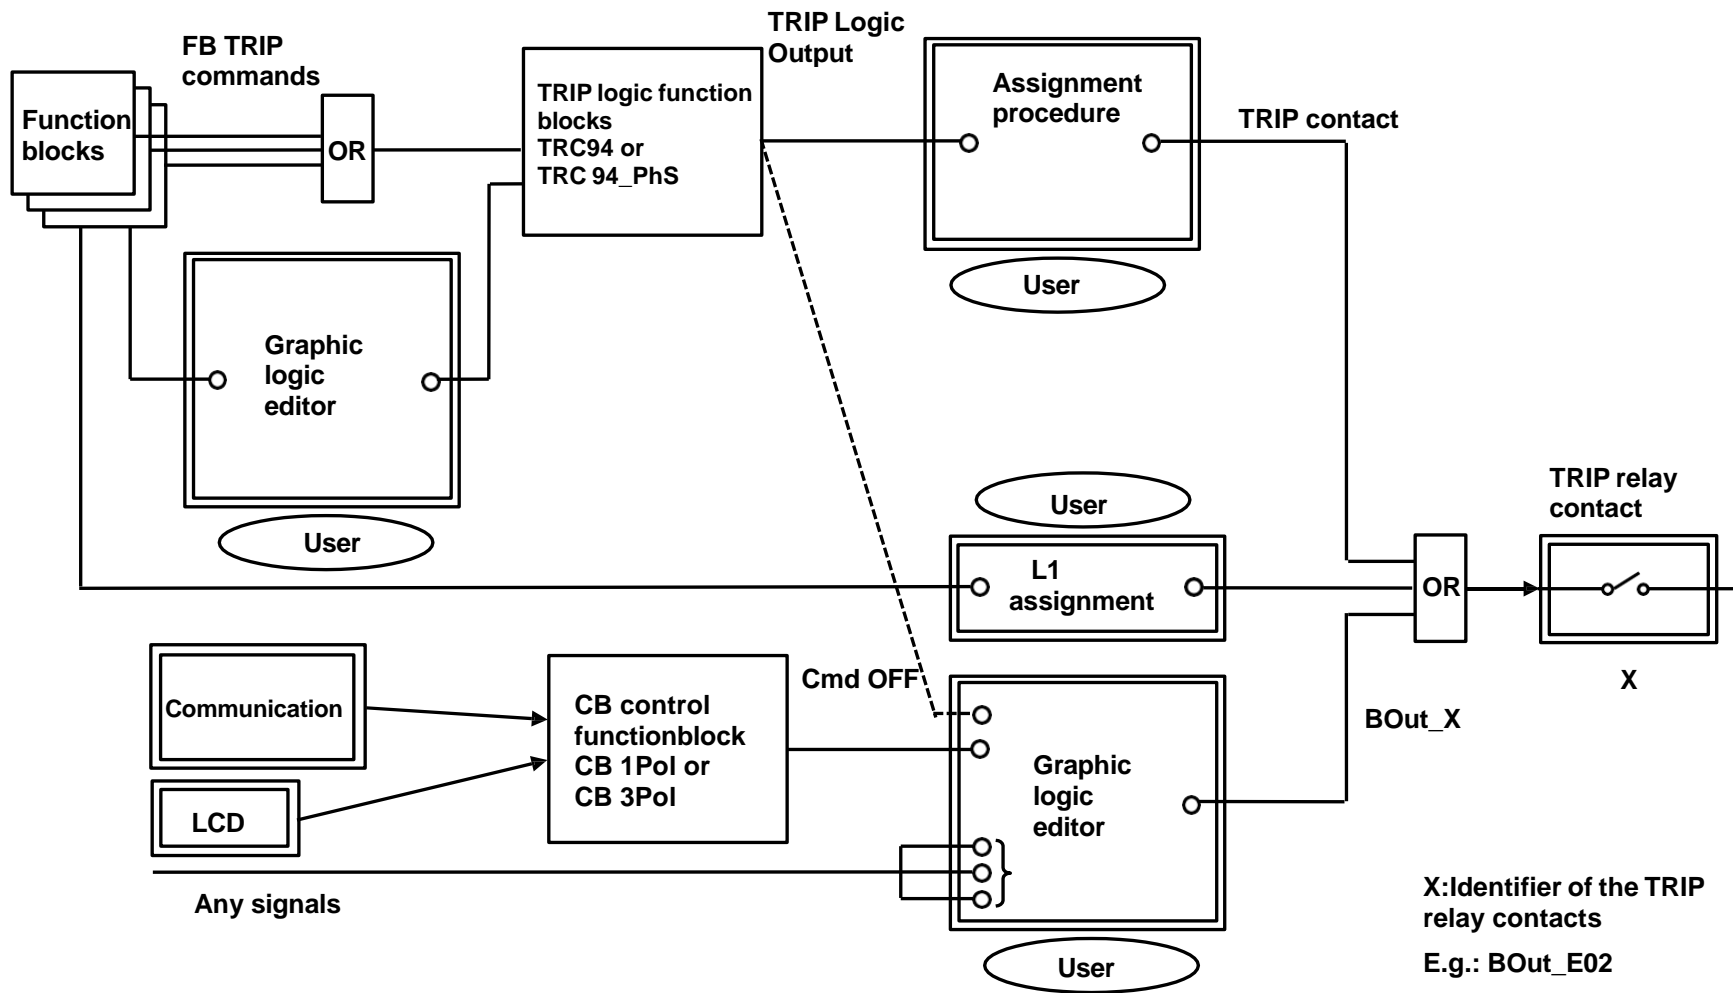 FB TRIP
commands
TRIP Logic
Output
Function
blocks
OR
TRIP logic function
blocks
TRC94 or
TRC 94_PhS
Assignment
procedure
TRIP contact
User
Graphic
logic
editor
User
User
L1
assignment
OR
TRIP relay
contact
X
Communication
LCD
CB control
functionblock
CB 1Pol or
CB 3Pol
Cmd OFF
Graphic
logic
editor
BOut_X
Any signals
User
X:Identifier of the TRIP
relay contacts
E.g.: BOut_E02